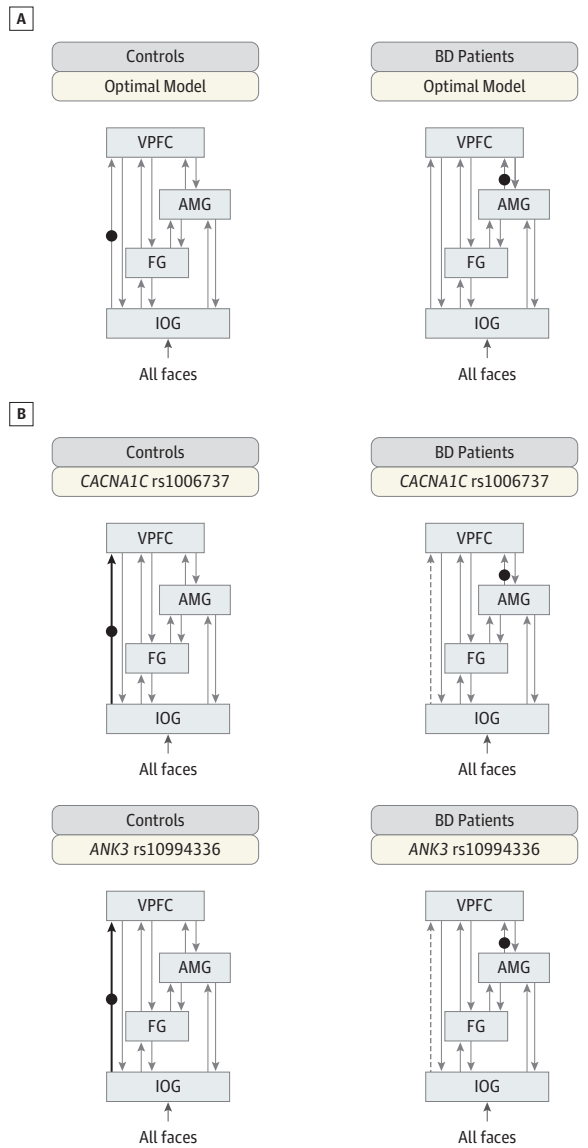 A
Controls
Optimal Model
VPFC
AMG
FG
IOG
All faces
BD Patients
Optimal Model
VPFC
AMG
FG
IOG
All faces
B
Controls
CACNA1C rs1006737
VPFC
AMG
FG
IOG
All faces
BD Patients
CACNA1C rs1006737
VPFC
AMG
FG
IOG
All faces
Controls
ANK3 rs10994336
VPFC
AMG
FG
IOG
All faces
BD Patients
ANK3 rs10994336
VPFC
AMG
FG
IOG
All faces